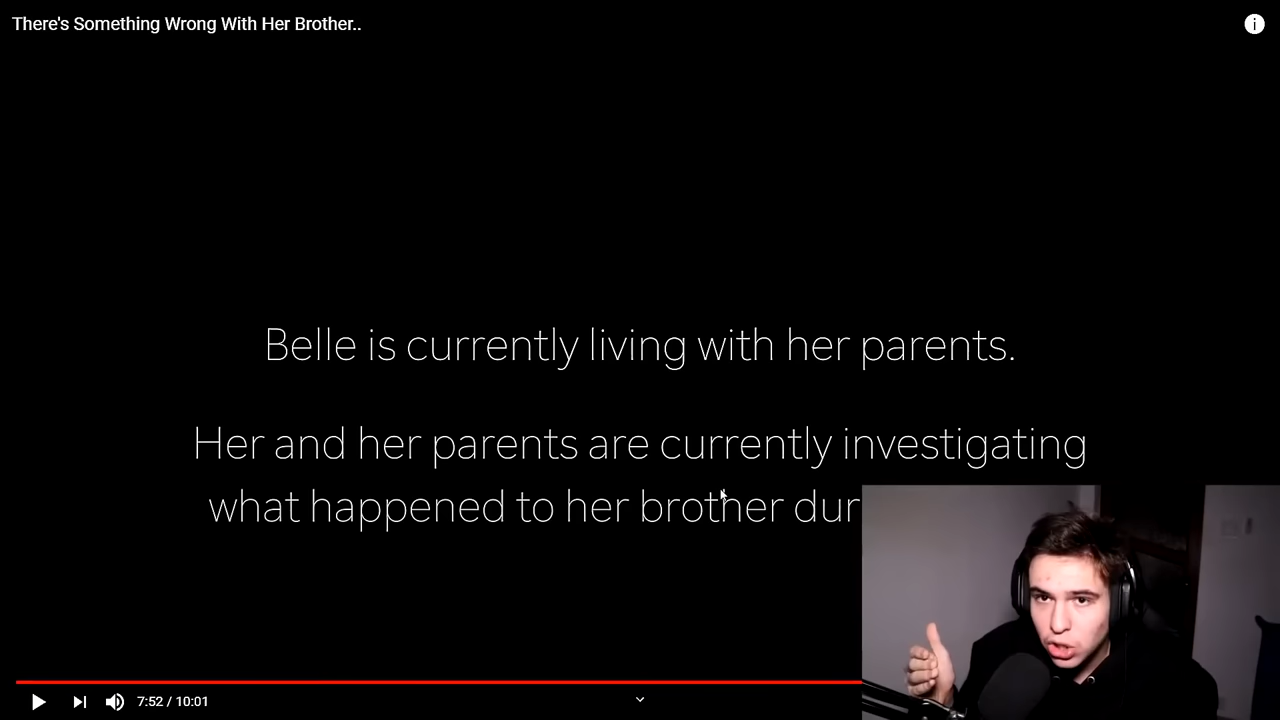 There's Something Wrong With Her Brother..
Belle is currently living with her parents.
Her and her parents are currently investigating
what happened to her brother dur
7:52 / 10:01